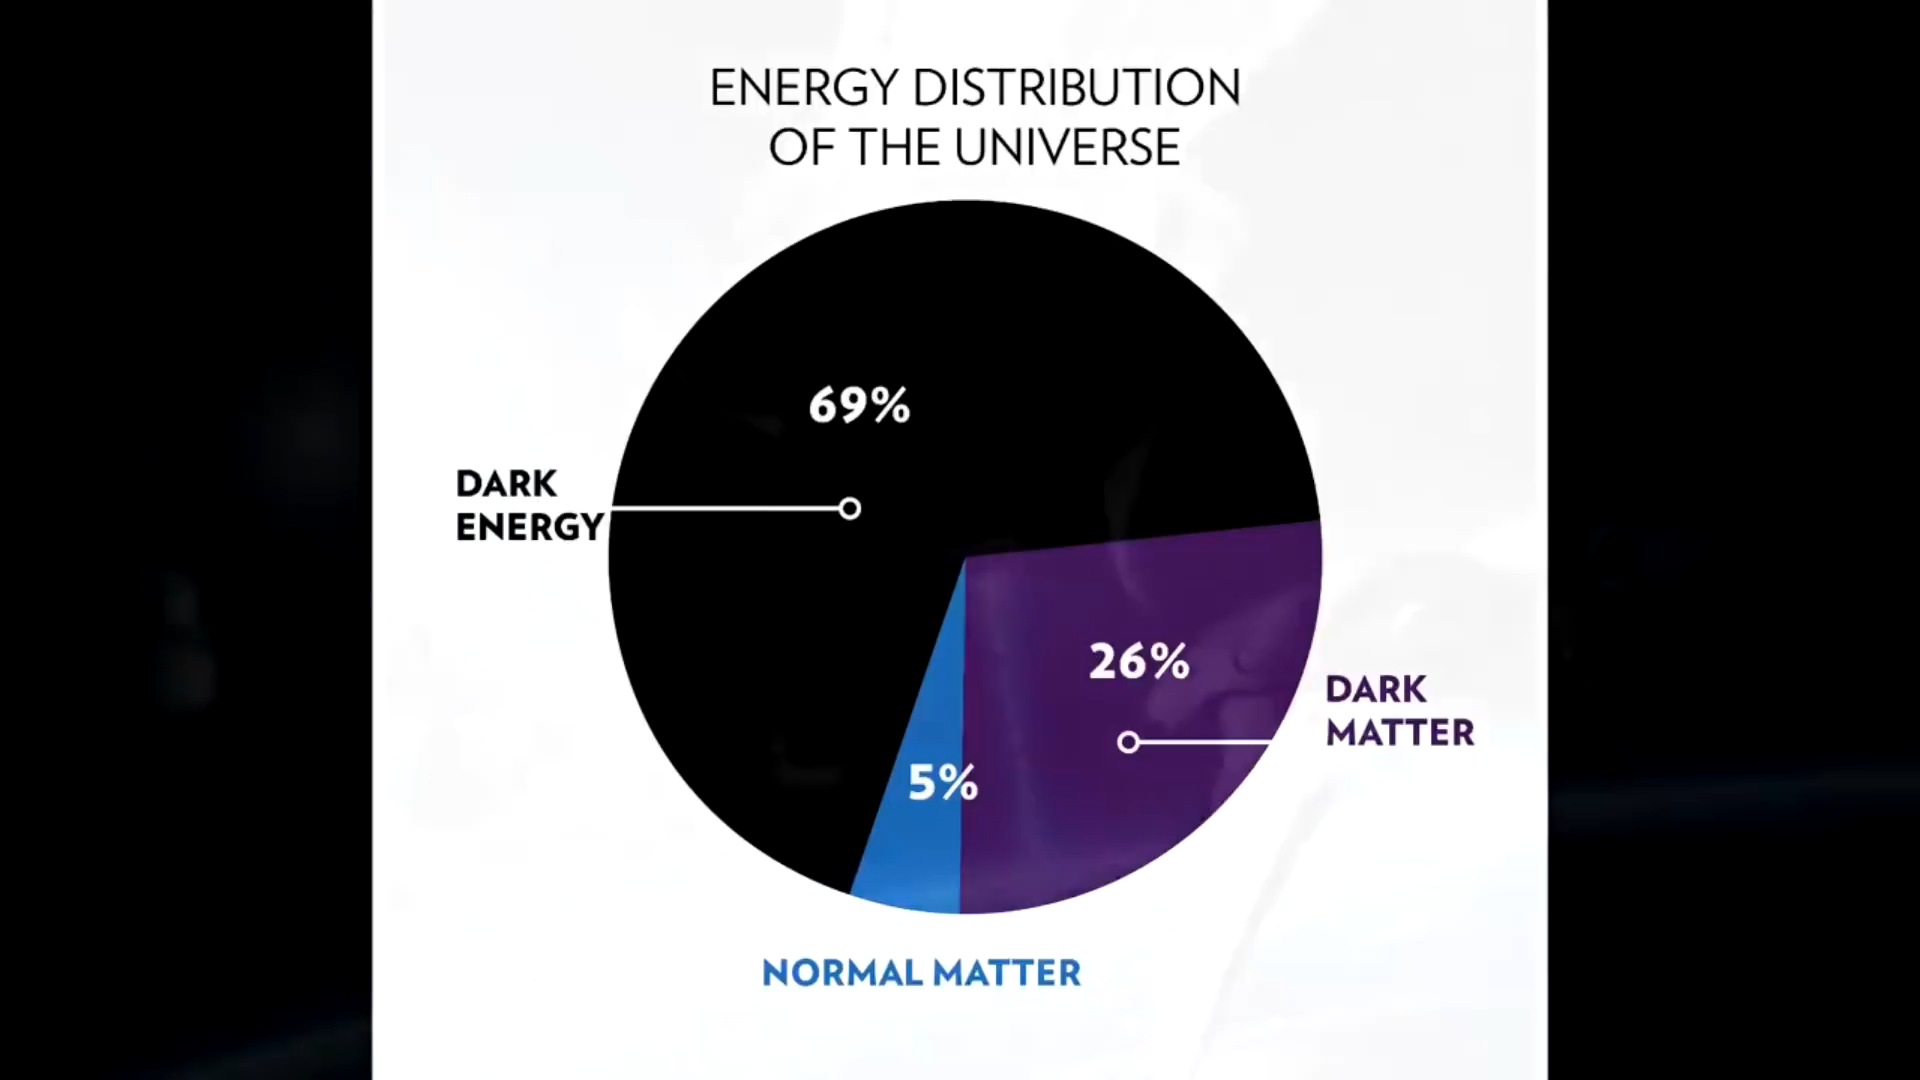 ENERGY DISTRIBUTION
OF THE UNIVERSE
69%
DARK
ENERGY
26%
DARK
MATTER
5%
NORMAL MATTER